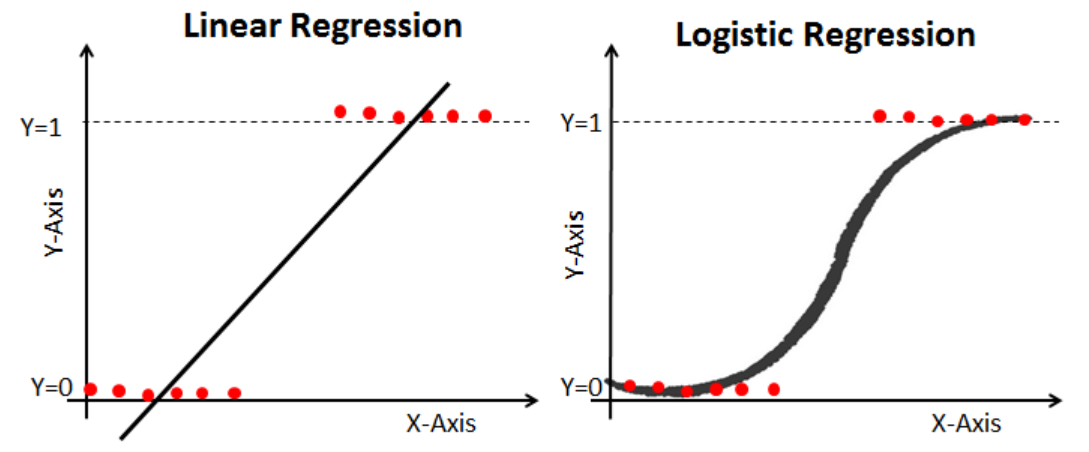 Linear Regression
Y=1
Y-Axis
Y=0
X-Axis
Logistic Regression
Y=1
Y-Axis
Y=0
X-Axis